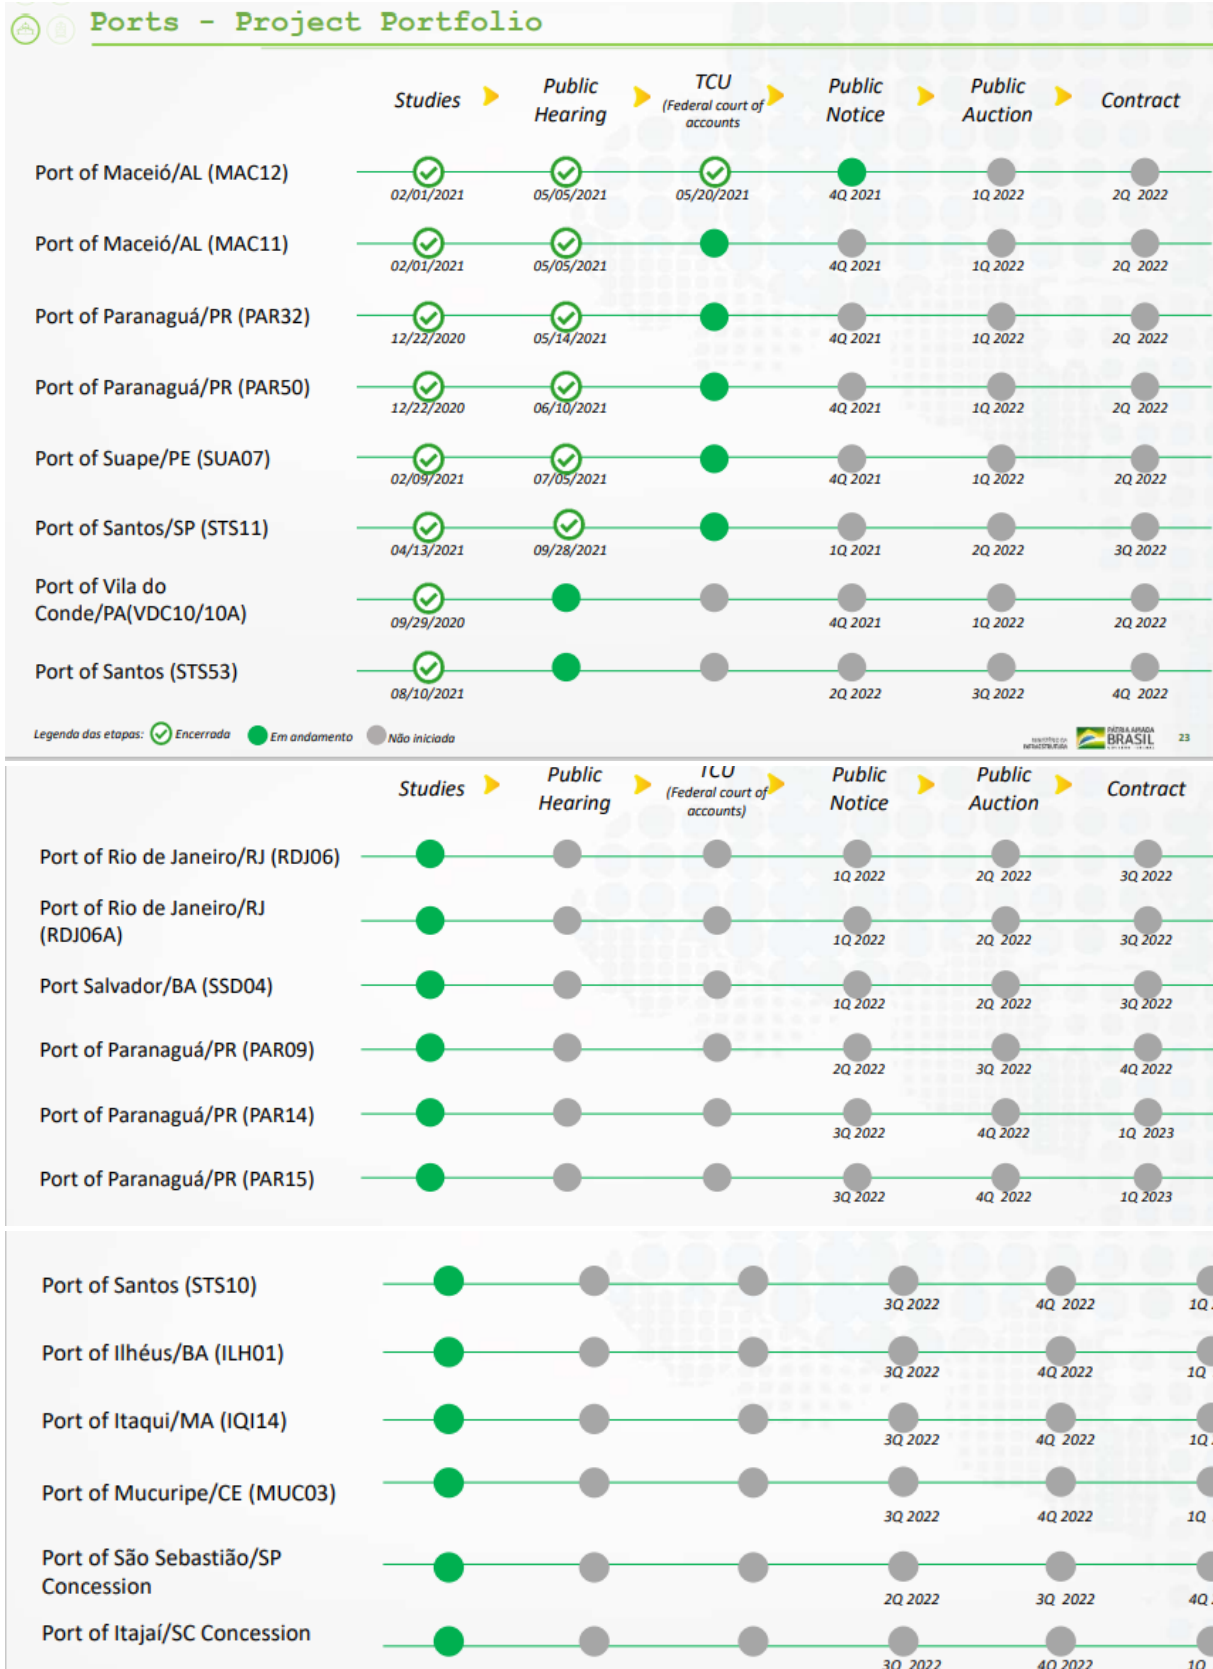 Ports - Project Portfolio
Studies
Public
Hearing
TCU
(Federal court of
accounts
Public
Notice
Public
Auction
Contract
Port of Maceió/AL (MAC12)
02/01/2021 05/05/2021 05/20/2021 4Q 2021 1Q 2022 2Q 2022
Port of Maceió/AL (MAC11)
02/01/2021 05/05/2021 4Q 2021 1Q 2022 2Q 2022
Port of Paranaguá/PR (PAR32)
12/22/2020 05/14/2021 4Q 2021 1Q 2022 2Q 2022
Port of Paranaguá/PR (PAR50)
12/22/2020 06/10/2021 4Q 2021 1Q 2022 2Q 2022
Port of Suape/PE (SUA07)
02/09/2021 07/05/2021 4Q 2021 1Q 2022 2Q 2022
Port of Santos/SP (STS11)
04/13/2021 09/28/2021 1Q 2021 2Q 2022 3Q 2022
Port of Vila do
Conde/PA(VDC10/10A)
09/29/2020 4Q 2021 1Q 2022 2Q 2022
Port of Santos (STS53)
08/10/2021 2Q 2022 3Q 2022 4Q 2022
Legenda das etapas: Encerrada Em andamento Não iniciada
PÁTRIA AMADA
BRASIL
23
Studies
Public
Hearing
TCU
(Federal court of
accounts)
Public
Notice
Public
Auction
Contract
Port of Rio de Janeiro/RJ (RDJ06)
1Q 2022 2Q 2022 3Q 2022
Port of Rio de Janeiro/RJ
(RDJ06A)
1Q 2022 2Q 2022 3Q 2022
Port Salvador/BA (SSD04)
1Q 2022 2Q 2022 3Q 2022
Port of Paranaguá/PR (PAR09)
2Q 2022 3Q 2022 4Q 2022
Port of Paranaguá/PR (PAR14)
3Q 2022 4Q 2022 1Q 2023
Port of Paranaguá/PR (PAR15)
3Q 2022 4Q 2022 1Q 2023
Port of Santos (STS10)
3Q 2022 4Q 2022 1Q
Port of Ilhéus/BA (ILH01)
3Q 2022 4Q 2022 1Q
Port of Itaqui/MA (IQI14)
3Q 2022 4Q 2022 1Q
Port of Mucuripe/CE (MUC03)
3Q 2022 4Q 2022 1Q
Port of São Sebastião/SP
Concession
2Q 2022 3Q 2022 4Q
Port of Itajaí/SC Concession
3Q 2022 4Q 2022 1Q